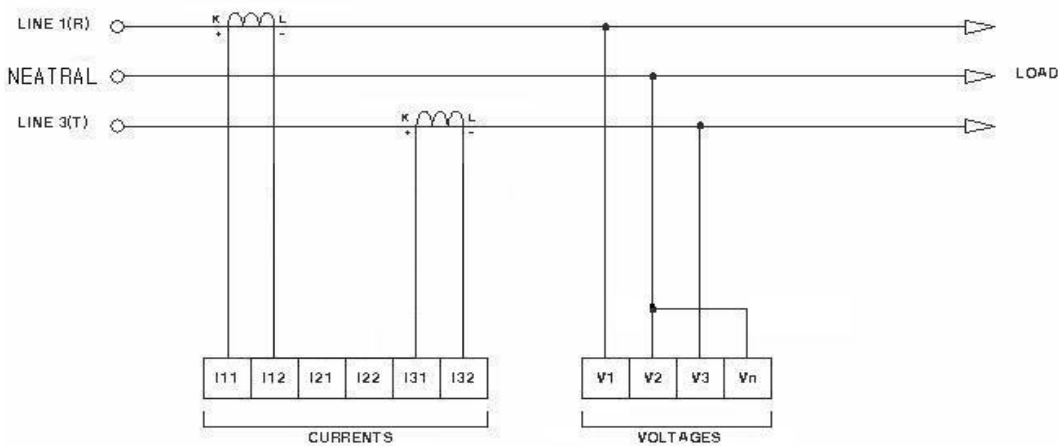 K L
LINE 1(R)
+ -
NEATRAL
LOAD
K L
LINE 3(T)
+ -
I11 I12 I21 I22 I31 I32
V1 V2 V3 Vn
CURRENTS
VOLTAGES